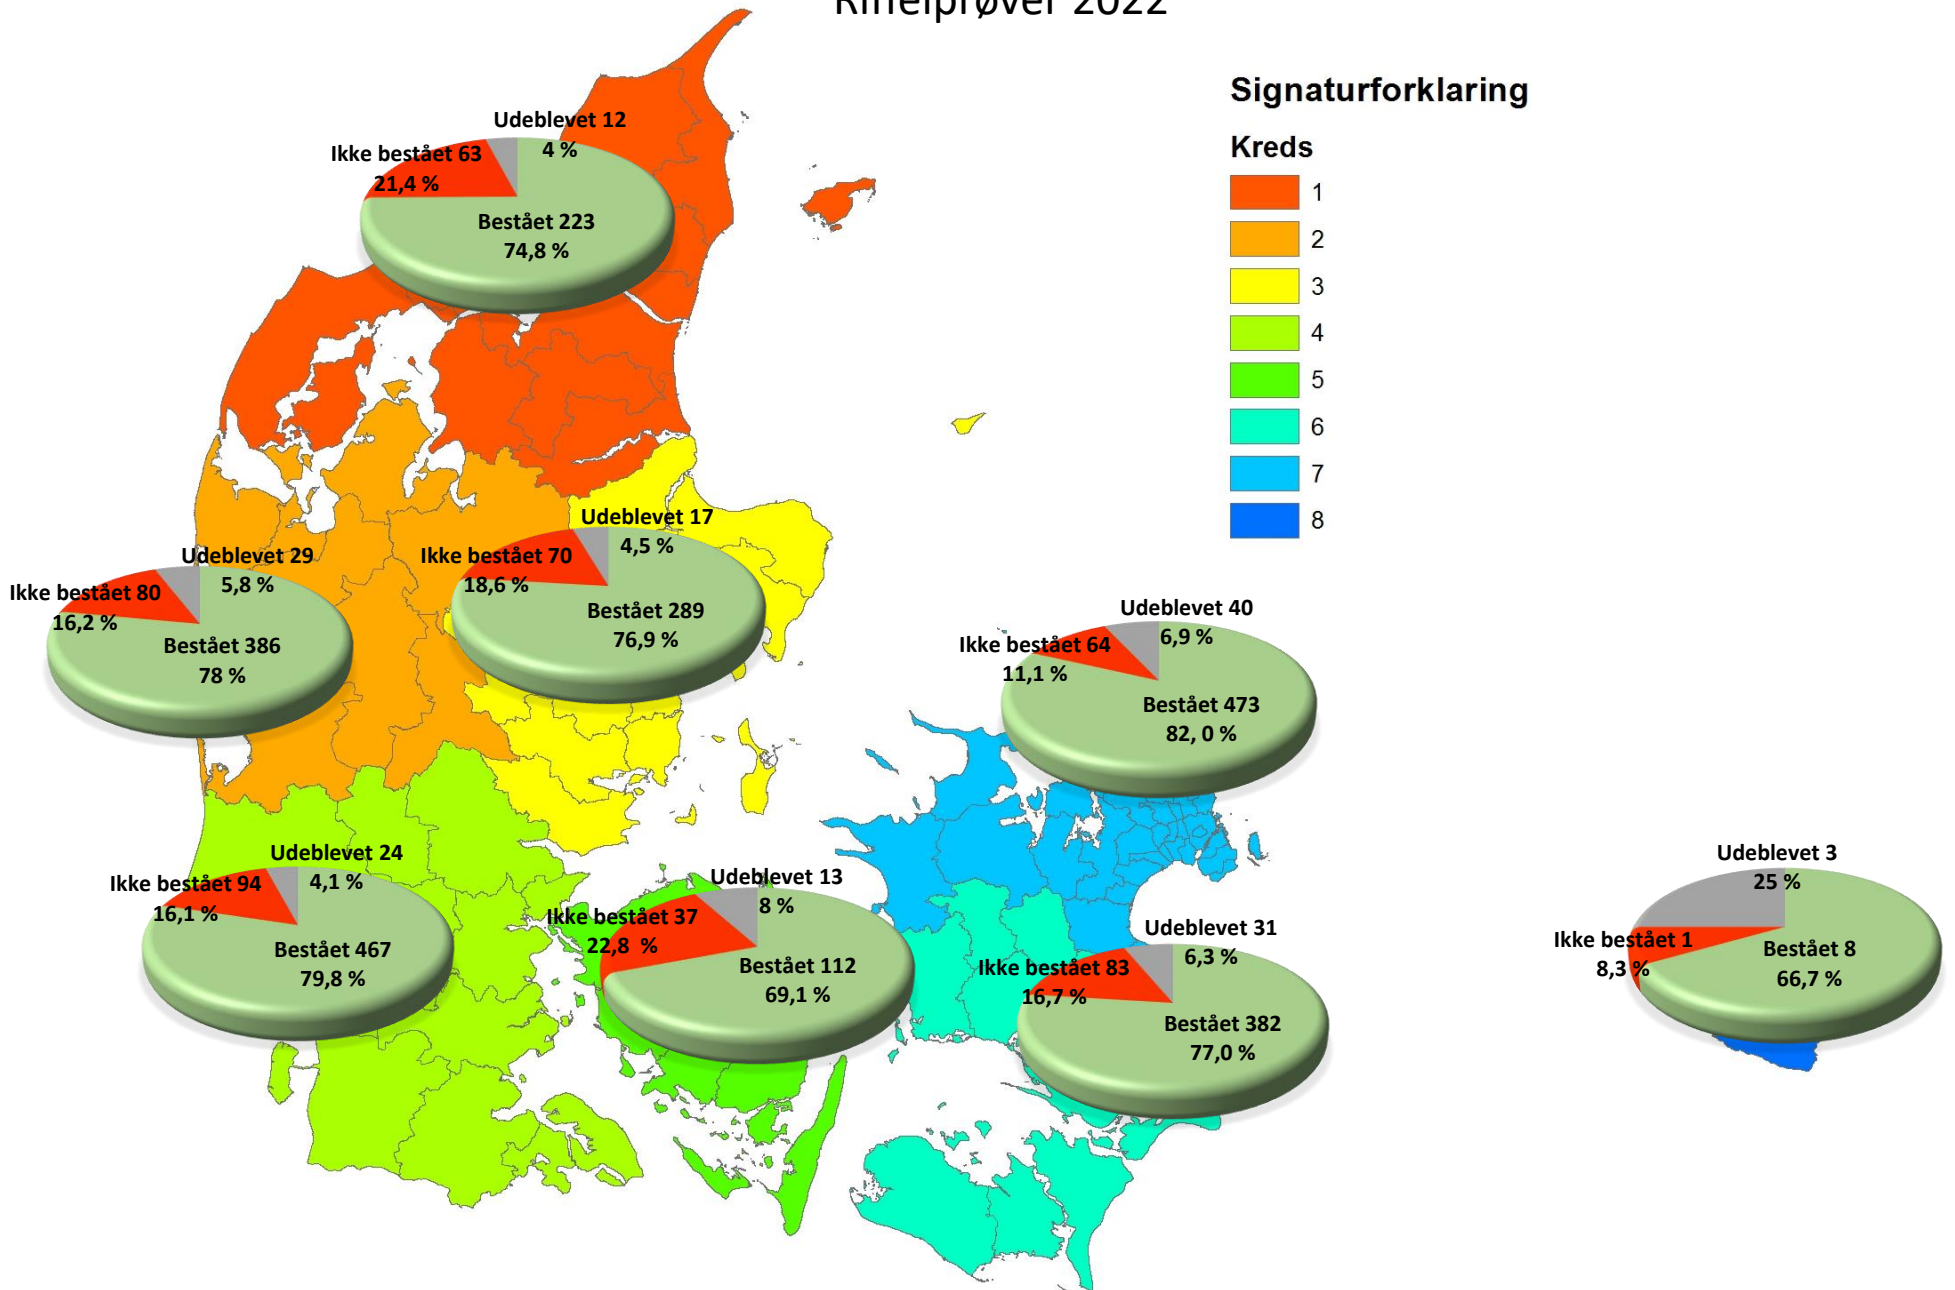 Riffelprøver 2022
Signaturforklaring
Kreds
1
2
3
4
5
6
7
8
Udeblevet 12
4 %
Ikke bestået 63
21,4 %
Bestået 223
74,8 %
Udeblevet 17
4,5 %
Ikke bestået 70
18,6 %
Bestået 289
76,9 %
Udeblevet 29
5,8 %
Ikke bestået 80
16,2 %
Bestået 386
78 %
Udeblevet 40
6,9 %
Ikke bestået 64
11,1 %
Bestået 473
82, 0 %
Udeblevet 24
4,1 %
Ikke bestået 94
16,1 %
Bestået 467
79,8 %
Udeblevet 13
8 %
Ikke bestået 37
22,8 %
Bestået 112
69,1 %
Udeblevet 31
6,3 %
Ikke bestået 83
16,7 %
Bestået 382
77,0 %
Udeblevet 3
25 %
Ikke bestået 1
8,3 %
Bestået 8
66,7 %